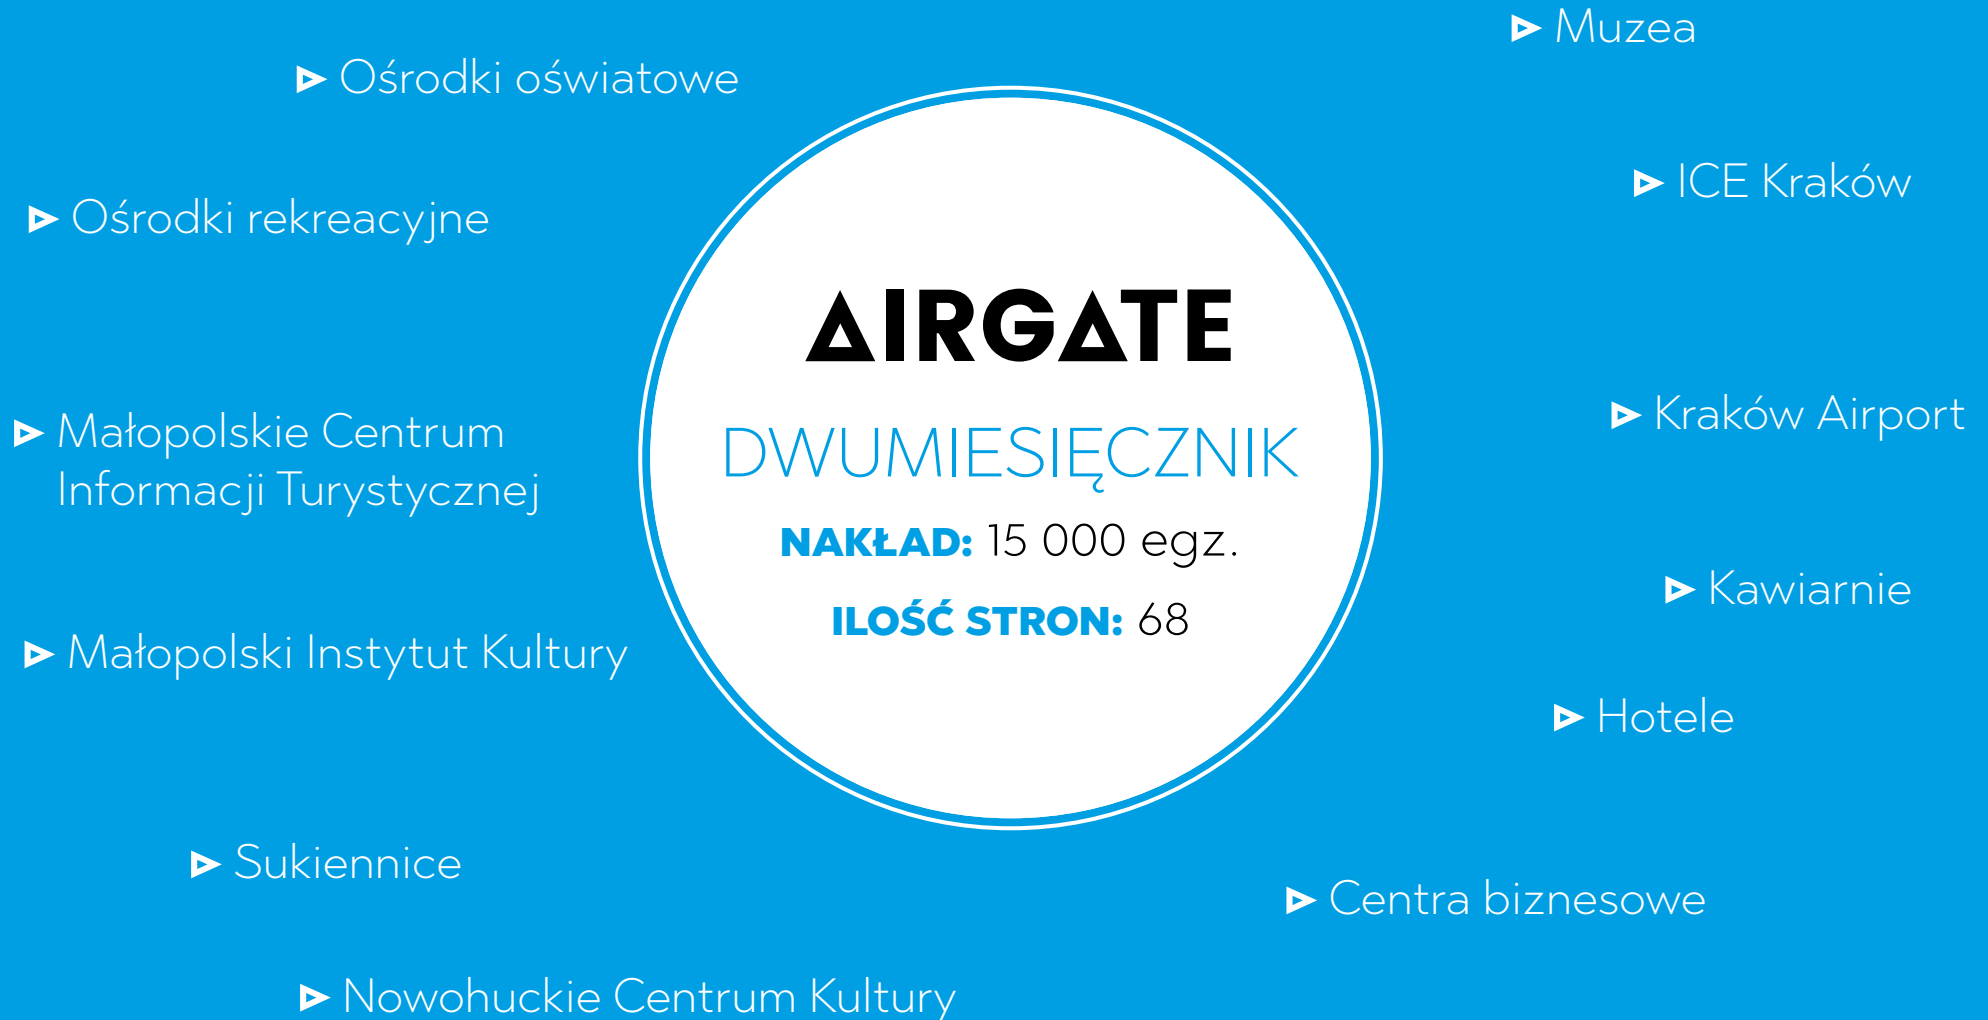 Muzea
Ośrodki oświatowe
ICE Kraków
Ośrodki rekreacyjne
AIRGATE
DWUMIESIĘCZNIK
NAKŁAD: 15 000 egz.
ILOŚĆ STRON: 68
Małopolskie Centrum
Informacji Turystycznej
Kraków Airport
Kawiarnie
Małopolski Instytut Kultury
Hotele
Sukiennice
Centra biznesowe
Nowohuckie Centrum Kultury